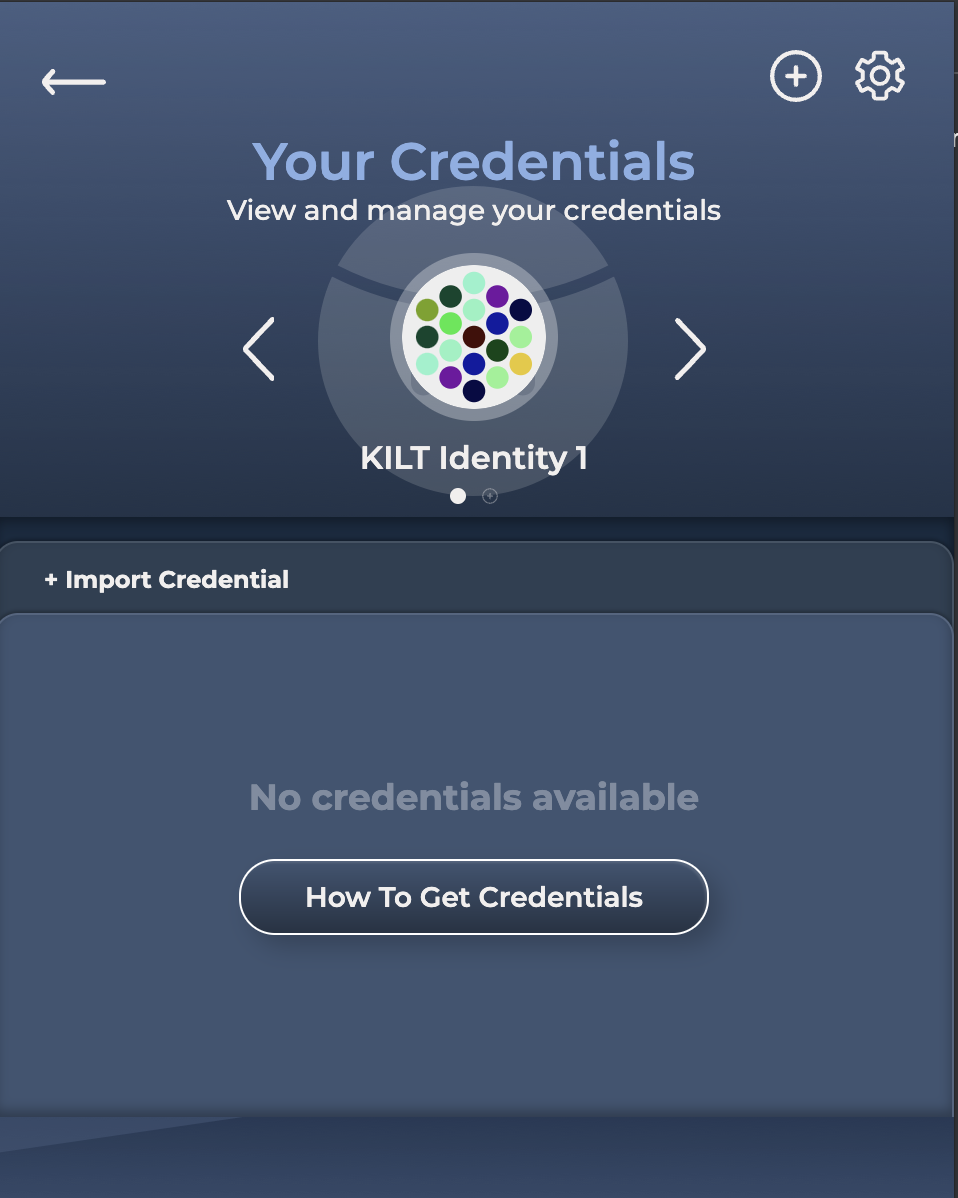 Your Credentials
View and manage your credentials
KILT Identity 1
+ Import Credential
No credentials available
How To Get Credentials